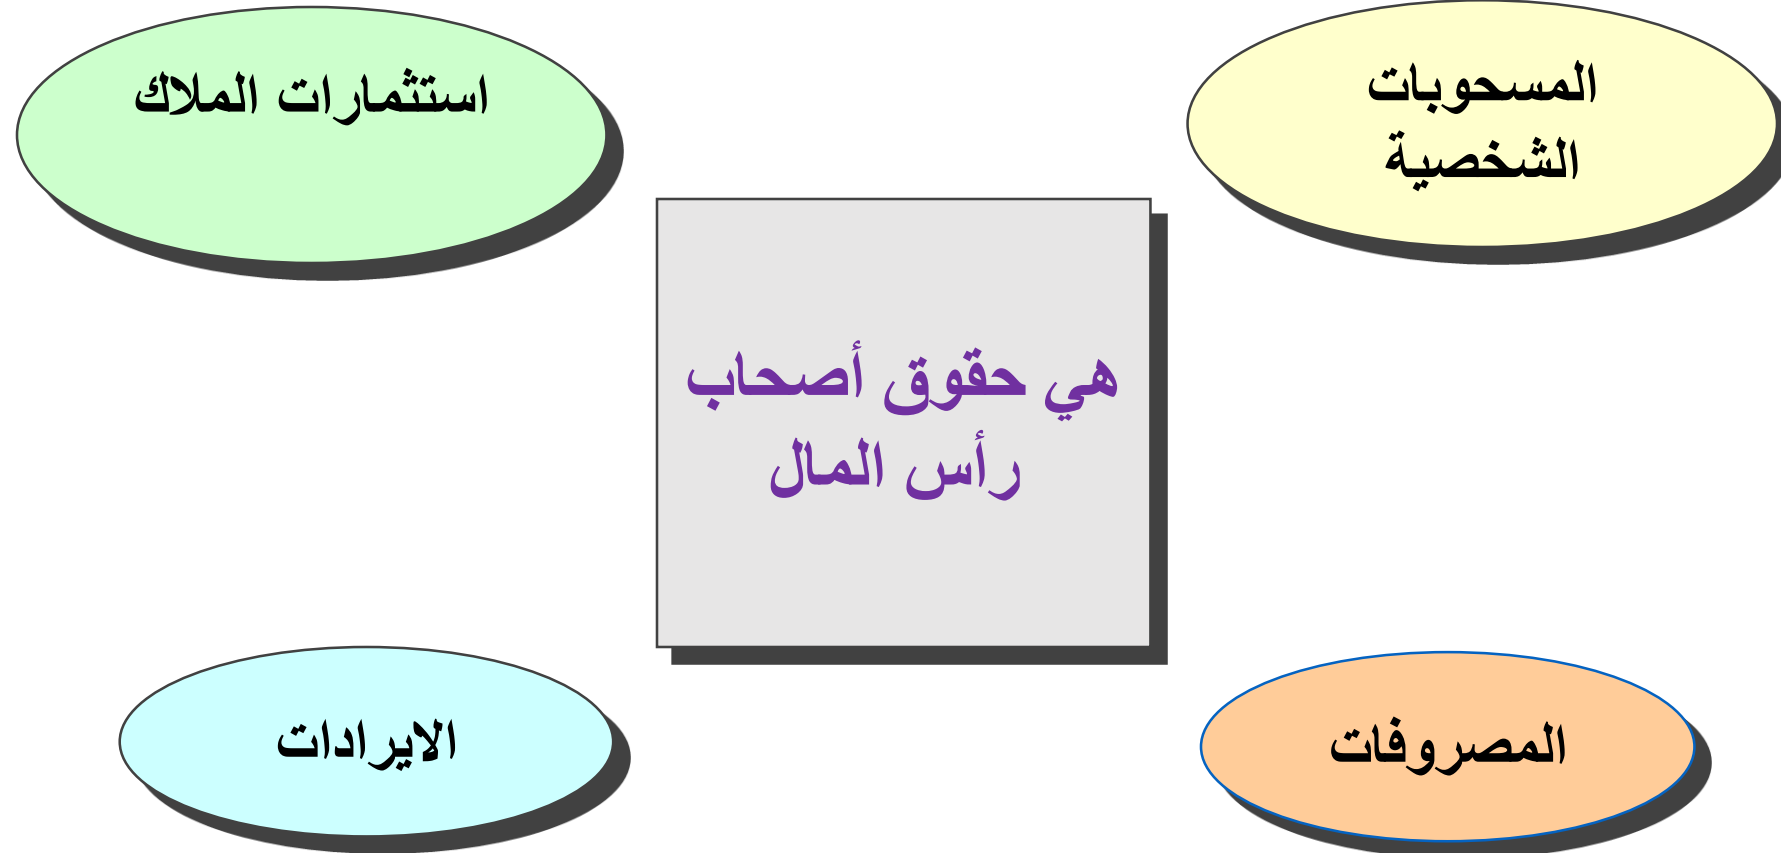 المسحوبات
الشخصية
استثمارات الملاك
هي حقوق أصحاب
رأس المال
المصروفات
الايرادات